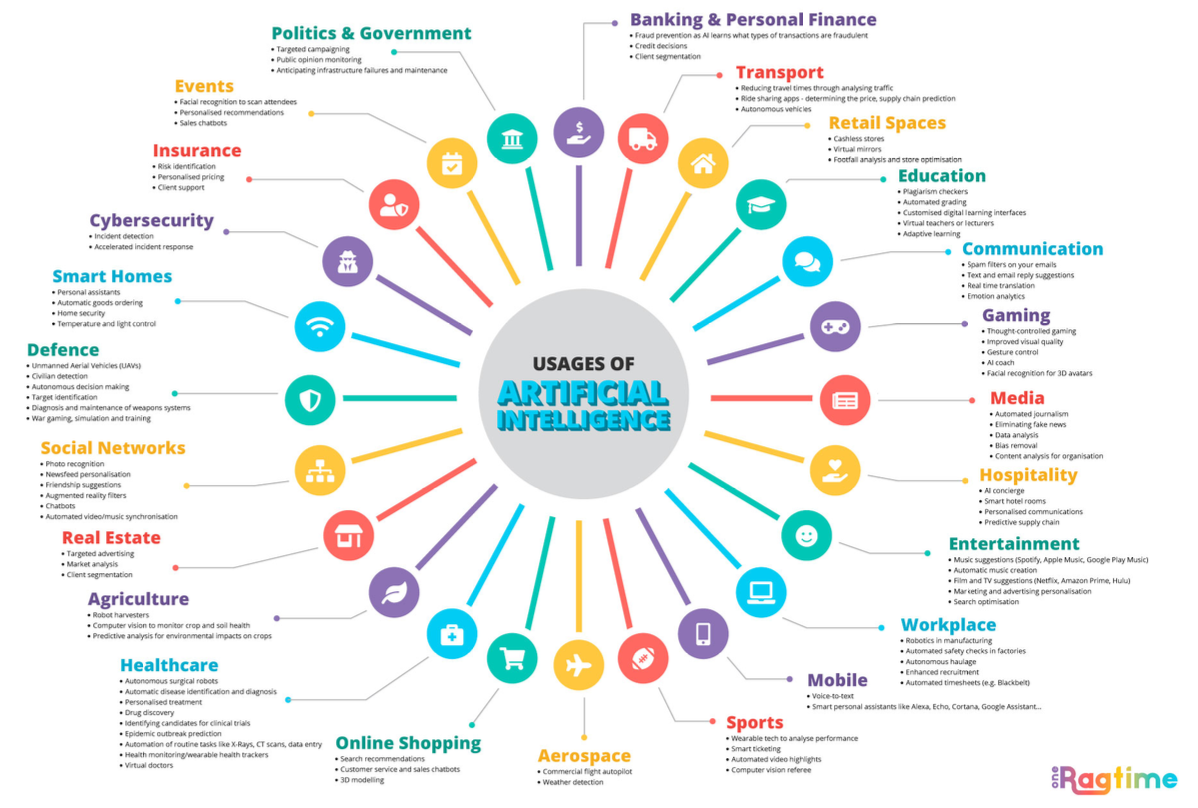 USAGES OF
ARTIFICIAL
INTELLIGENCE
Banking & Personal Finance
• Fraud prevention as AI learns what types of transactions are fraudulent
• Credit decisions
• Client segmentation
Transport
• Reducing travel times through analysing traffic
• Ride sharing apps - determining the price, supply chain prediction
• Autonomous vehicles
Retail Spaces
• Cashless stores
• Virtual mirrors
• Footfall analysis and store optimisation
Education
• Plagiarism checkers
• Automated grading
• Customised digital learning interfaces
• Virtual teachers or lecturers
• Adaptive learning
Communication
• Spam filters on your emails
• Text and email reply suggestions
• Real time translation
• Emotion analytics
Gaming
• Thought-controlled gaming
• Improved visual quality
• Gesture control
• AI coach
• Facial recognition for 3D avatars
Media
• Automated journalism
• Eliminating fake news
• Data analysis
• Bias removal
• Content analysis for organisation
Hospitality
• AI concierge
• Smart hotel rooms
• Personalised communications
• Predictive supply chain
Entertainment
• Music suggestions (Spotify, Apple Music, Google Play Music)
• Automatic music creation
• Film and TV suggestions (Netflix, Amazon Prime, Hulu)
• Marketing and advertising personalisation
• Search optimisation
Workplace
• Robotics in manufacturing
• Automated safety checks in factories
• Autonomous haulage
• Enhanced recruitment
• Automated timesheets (e.g. Blackbelt)
Mobile
• Voice-to-text
• Smart personal assistants like Alexa, Echo, Cortana, Google Assistant...
Sports
• Wearable tech to analyse performance
• Smart ticketing
• Automated video highlights
• Computer vision referee
Aerospace
• Commercial flight autopilot
• Weather detection
Online Shopping
• Search recommendations
• Customer service and sales chatbots
• 3D modelling
Healthcare
• Autonomous surgical robots
• Automatic disease identification and diagnosis
• Personalised treatment
• Drug discovery
• Identifying candidates for clinical trials
• Epidemic outbreak prediction
• Automation of routine tasks like X-Rays, CT scans, data entry
• Health monitoring/wearable health trackers
• Virtual doctors
Agriculture
• Robot harvesters
• Computer vision to monitor crop and soil health
• Predictive analysis for environmental impacts on crops
Real Estate
• Targeted advertising
• Market analysis
• Client segmentation
Social Networks
• Photo recognition
• Newsfeed personalisation
• Friendship suggestions
• Augmented reality filters
• Chatbots
• Automated video/music synchronisation
Defence
• Unmanned Aerial Vehicles (UAVs)
• Civilian detection
• Autonomous decision making
• Target identification
• Diagnosis and maintenance of weapons systems
• War gaming, simulation and training
Smart Homes
• Personal assistants
• Automatic goods ordering
• Home security
• Temperature and light control
Cybersecurity
• Incident detection
• Accelerated incident response
Insurance
• Risk identification
• Personalised pricing
• Client support
Events
• Facial recognition to scan attendees
• Personalised recommendations
• Sales chatbots
Politics & Government
• Targeted campaigning
• Public opinion monitoring
• Anticipating infrastructure failures and maintenance
$
one Ragtime